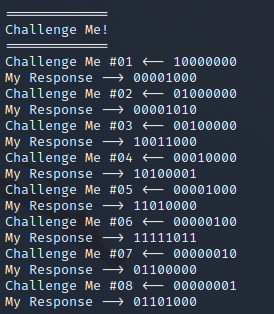 =============
Challenge Me!
=============
Challenge Me #01 <-- 10000000
My Response --> 00001000
Challenge Me #02 <-- 01000000
My Response --> 00001010
Challenge Me #03 <-- 00100000
My Response --> 10011000
Challenge Me #04 <-- 00010000
My Response --> 10100001
Challenge Me #05 <-- 00001000
My Response --> 11010000
Challenge Me #06 <-- 00000100
My Response --> 11111011
Challenge Me #07 <-- 00000010
My Response --> 01100000
Challenge Me #08 <-- 00000001
My Response --> 01101000